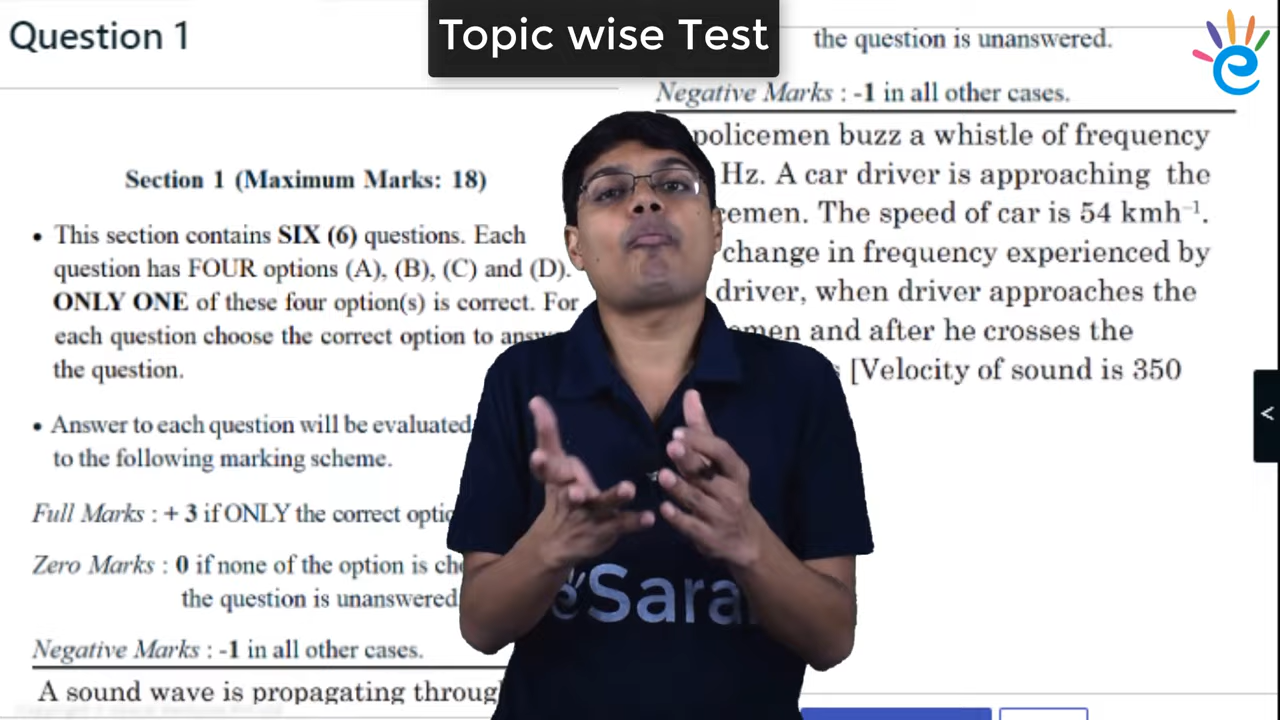 Question 1
Topic wise Test
Section 1 (Maximum Marks: 18)
• This section contains SIX (6) questions. Each
question has FOUR options (A), (B), (C) and (D).
ONLY ONE of these four option(s) is correct. For
each question choose the correct option to
the question.
• Answer to each question will be evaluated
to the following marking scheme.
Full Marks : + 3 if ONLY the correct
Zero Marks : 0 if none of the option is
the question is unanswered
Negative Marks : -1 in all other cases.
A sound wave is propagating
the question is unanswered.
Negative Marks : -1 in all other cases.
policemen buzz a whistle of frequency
Hz. A car driver is approaching the
The speed of car is 54 kmh⁻¹.
change in frequency experienced by
driver, when driver approaches the
and after he crosses the
[Velocity of sound is 350
<
e
eSara